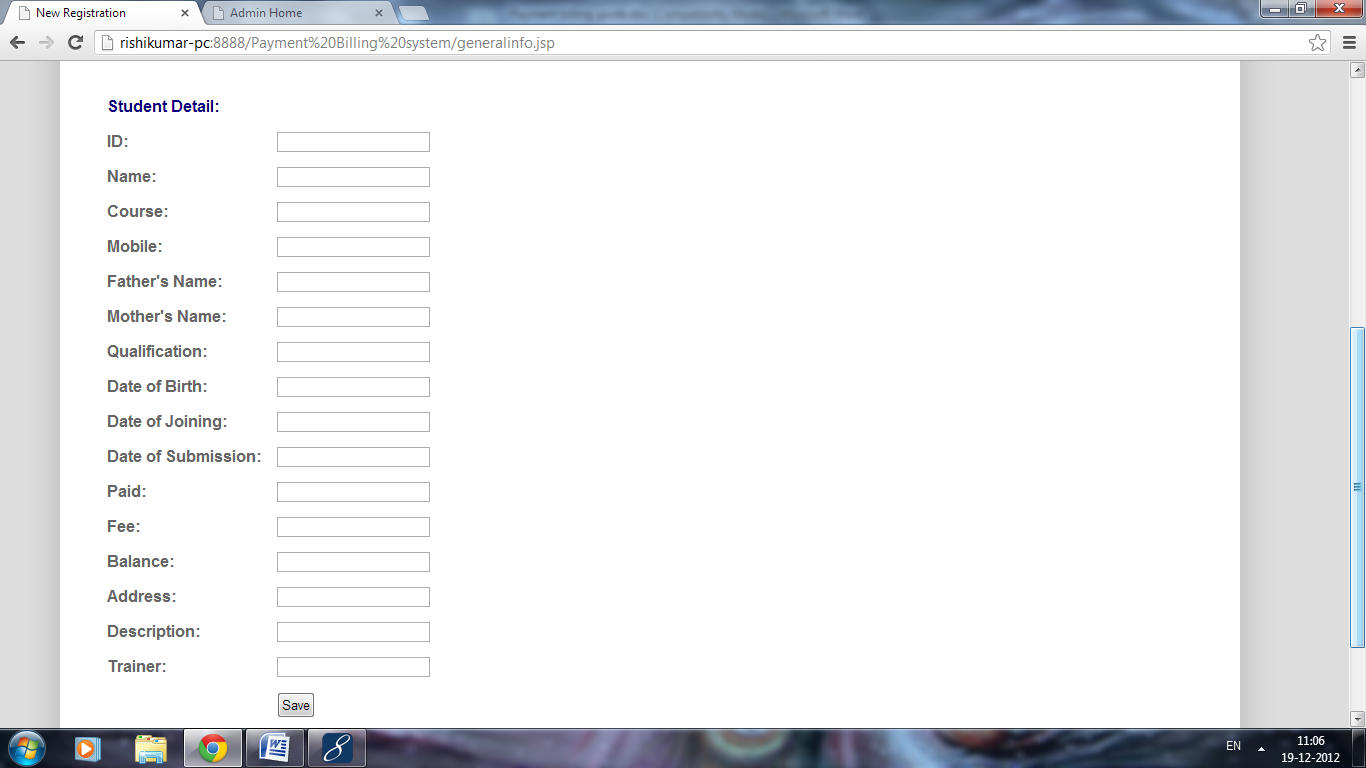 New Registration
Admin Home
rishikumar-pc:8888/Payment%20Billing%20system/generalinfo.jsp
Student Detail:
ID:
Name:
Course:
Mobile:
Father's Name:
Mother's Name:
Qualification:
Date of Birth:
Date of Joining:
Date of Submission:
Paid:
Fee:
Balance:
Address:
Description:
Trainer:
Save
EN
11:06
19-12-2012